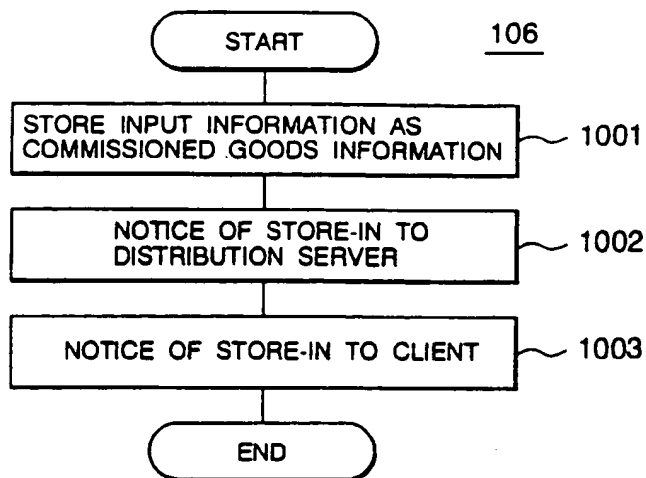 START
106
STORE INPUT INFORMATION AS
COMMISSIONED GOODS INFORMATION
1001
NOTICE OF STORE-IN TO
DISTRIBUTION SERVER
1002
NOTICE OF STORE-IN TO CLIENT
1003
END